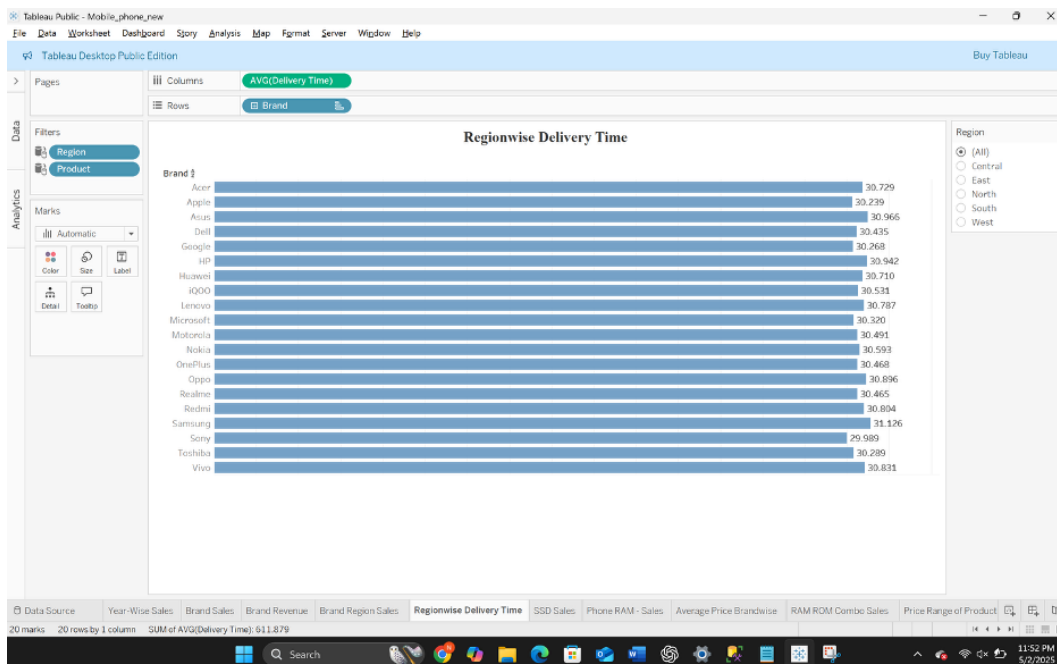 Tableau Public - Mobile_phone_new
File Data Worksheet Dashboard Story Analysis Map Format Server Window Help
Tableau Desktop Public Edition
Buy Tableau
Data
Analytics
Pages
Filters
Region
Product
Marks
Automatic
Color Size Label
Detail Tooltip
Columns AVG(Delivery Time)
Rows Brand
Regionwise Delivery Time
Brand
Acer 30.729
Apple 30.239
Asus 30.966
Dell 30.435
Google 30.268
HP 30.942
Huawei 30.710
iQOO 30.531
Lenovo 30.787
Microsoft 30.320
Motorola 30.491
Nokia 30.593
OnePlus 30.468
Oppo 30.896
Realme 30.465
Redmi 30.804
Samsung 31.126
Sony 29.989
Toshiba 30.289
Vivo 30.831
Region
(All)
Central
East
North
South
West
Data Source Year-Wise Sales Brand Sales Brand Revenue Brand Region Sales Regionwise Delivery Time SSD Sales Phone RAM - Sales Average Price Brandwise RAM ROM Combo Sales Price Range of Product
20 marks 20 rows by 1 column SUM of AVG(Delivery Time): 611.879
Search
11:52 PM
5/2/2025